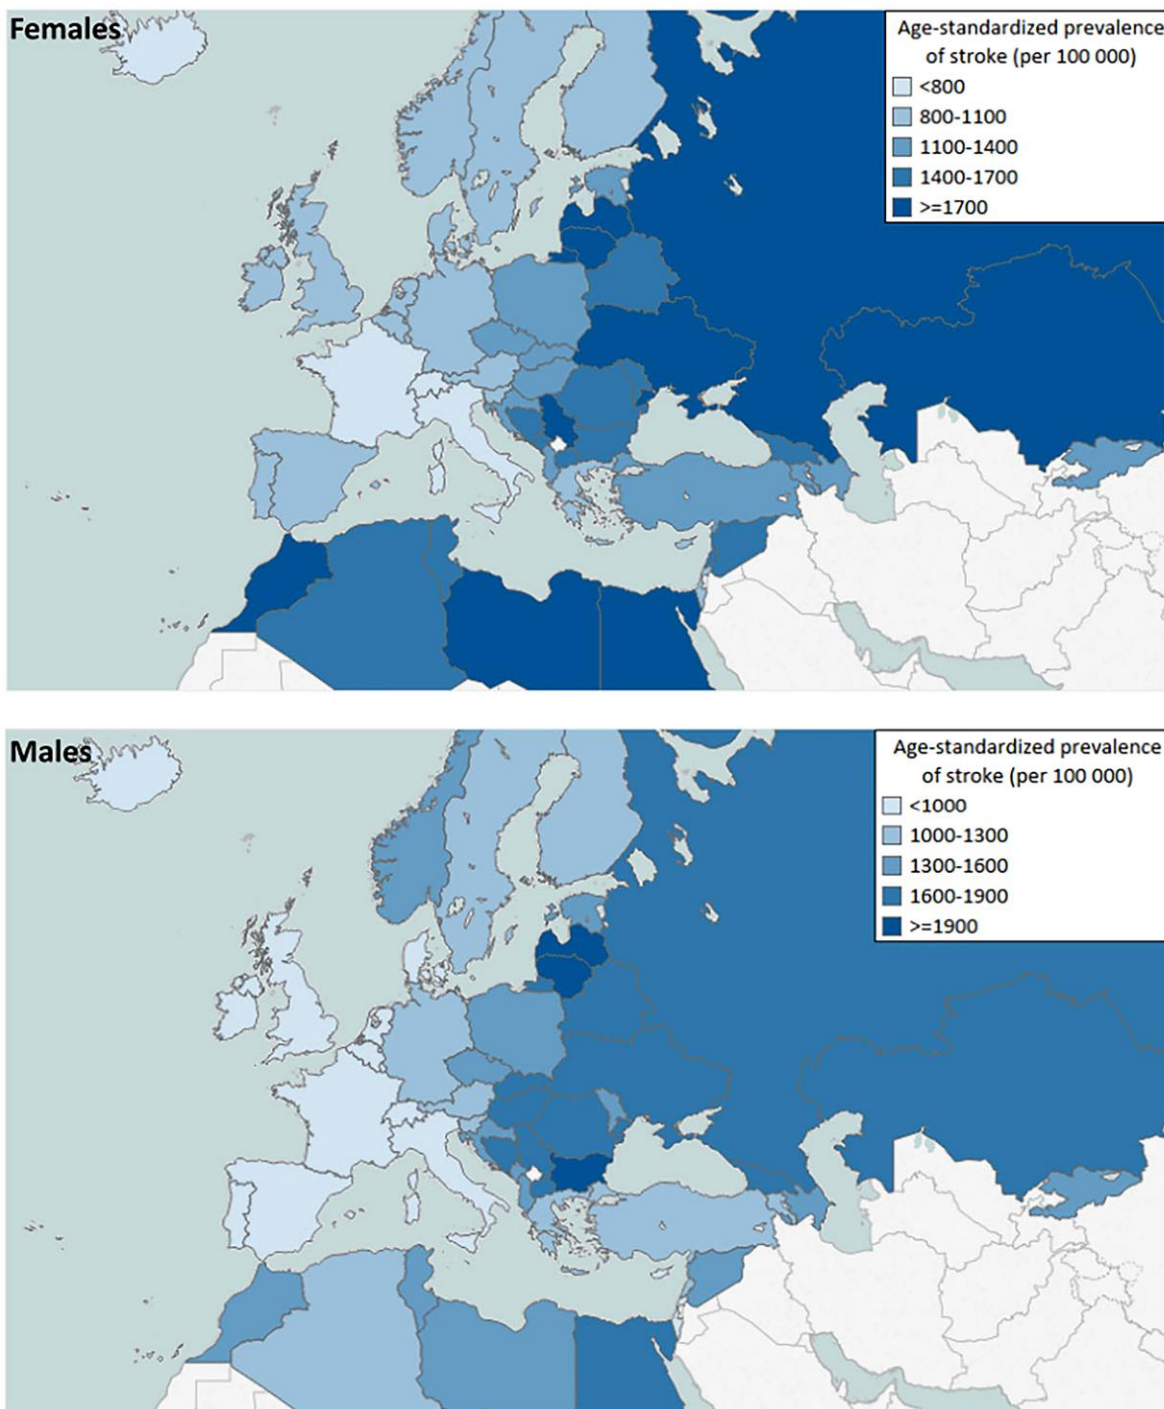 Females
Age-standardized prevalence
of stroke (per 100 000)
<800
800-1100
1100-1400
1400-1700
>=1700
Males
Age-standardized prevalence
of stroke (per 100 000)
<1000
1000-1300
1300-1600
1600-1900
>=1900